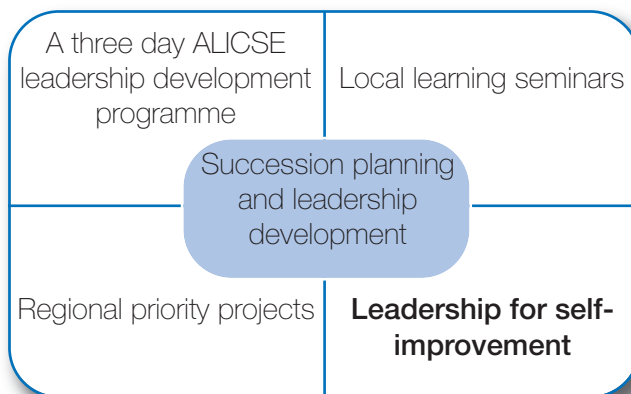 A three day ALICSE
leadership development
programme
Local learning seminars
Succession planning
and leadership
development
Regional priority projects
Leadership for self-
improvement